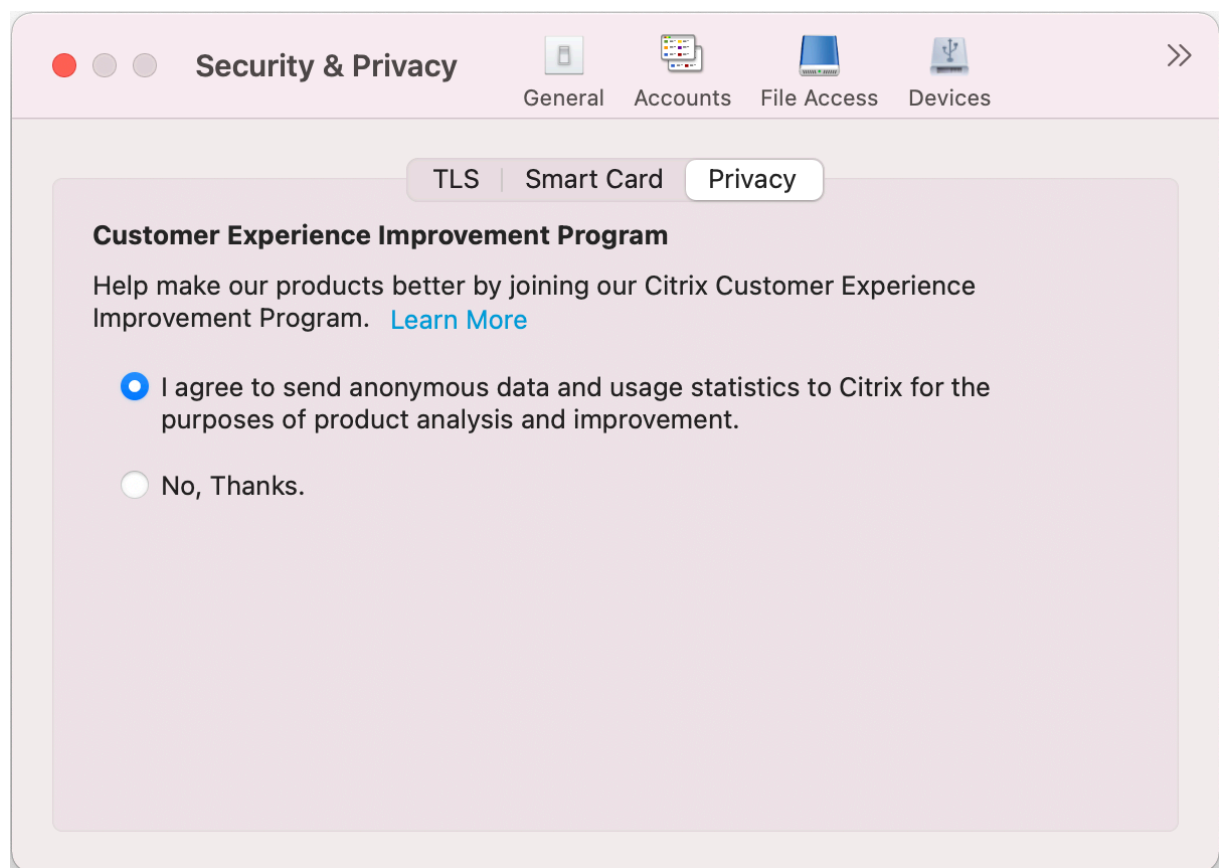 Security & Privacy
General
Accounts
File Access
Devices
TLS
Smart Card
Privacy
Customer Experience Improvement Program
Help make our products better by joining our Citrix Customer Experience
Improvement Program. Learn More
I agree to send anonymous data and usage statistics to Citrix for the
purposes of product analysis and improvement.
No, Thanks.